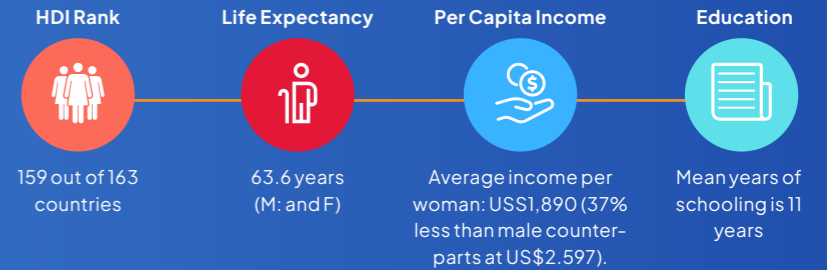 HDI Rank
159 out of 163
countries
Life Expectancy
63.6 years
(M: and F)
Per Capita Income
$
Average income per
woman: USS1,890 (37%
less than male counter-
parts at US$2.597).
Education
Mean years of
schooling is 11
years